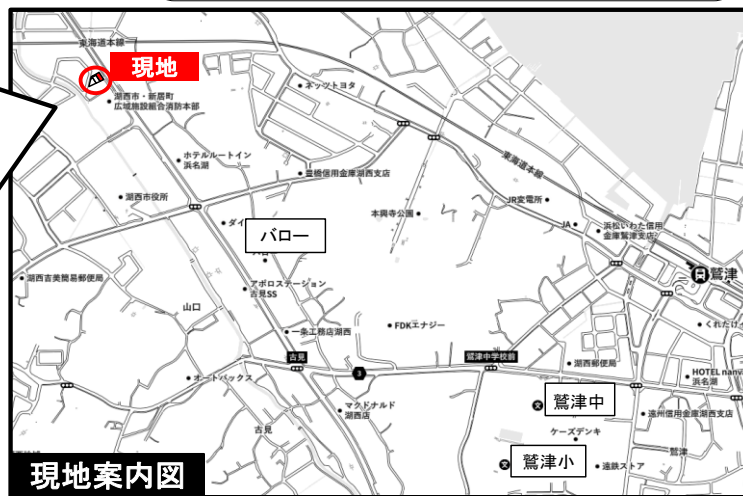 東海道本線
現地
湖西市・新居町
広域施設組合消防本部
ネッツトヨタ
ホテルルートイン
浜名湖
豊橋信用金庫湖西支店
東海道本線
湖西市役所
JR変電所
本興寺公園
ダイ
バロー
JA
浜松いわた信用
金庫鷲津支店
鷲津
湖西吉美簡易郵便局
アポロステーション
古見SS
山口
くれたけ
一条工務店湖西
FDKエナジー
古見
鷲津中学校前
3
湖西郵便局
HOTEL nanv
浜名湖
オートバックス
マクドナルド
湖西店
鷲津中
遠州信用金庫湖西支店
古見
ケーズデンキ
鷲津
鷲津小
遠鉄ストア
現地案内図